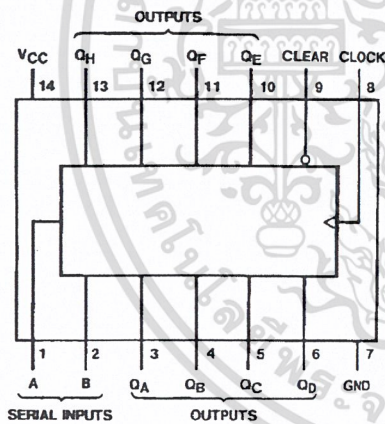 OUTPUTS
VCC QH QG QF QE CLEAR CLOCK
14 13 12 11 10 9 8
1 2 3 4 5 6 7
A B QA QB QC QD GND
SERIAL INPUTS OUTPUTS